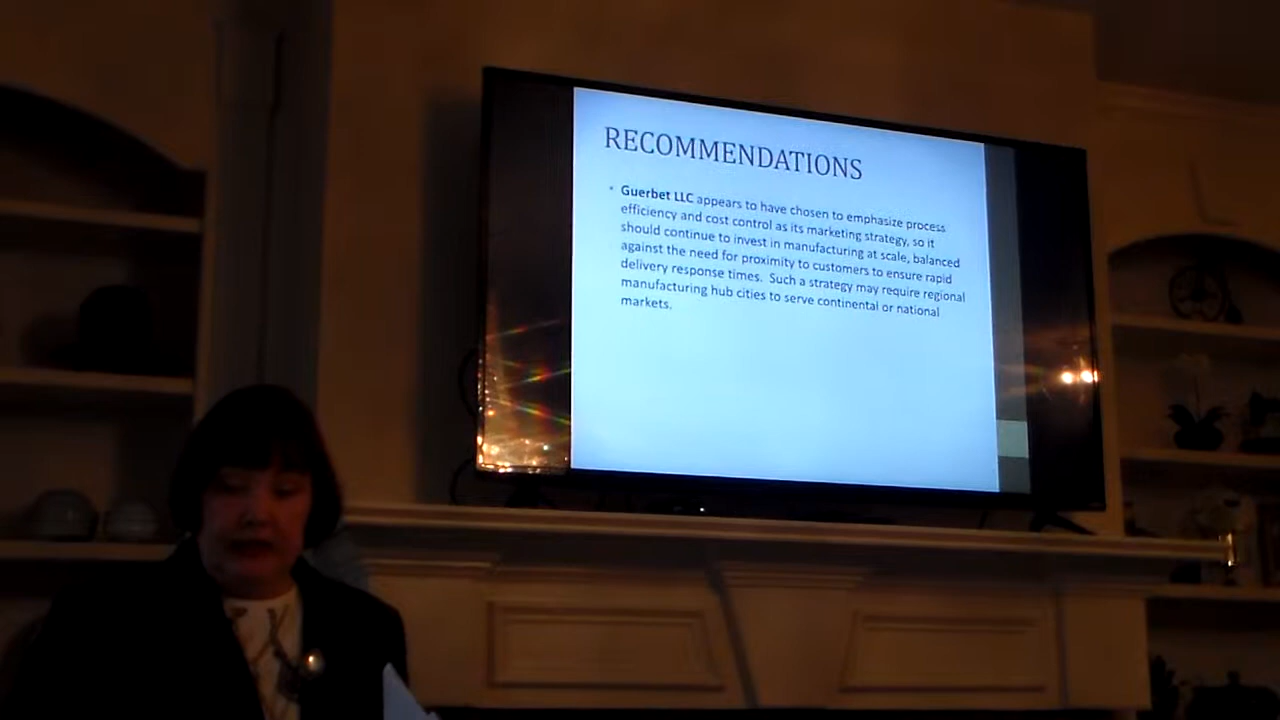 RECOMMENDATIONS
• Guerbet LLC appears to have chosen to emphasize process
efficiency and cost control as its marketing strategy, so it
should continue to invest in manufacturing at scale, balanced
against the need for proximity to customers to ensure rapid
delivery response times.  Such a strategy may require regional
manufacturing hub cities to serve continental or national
markets.